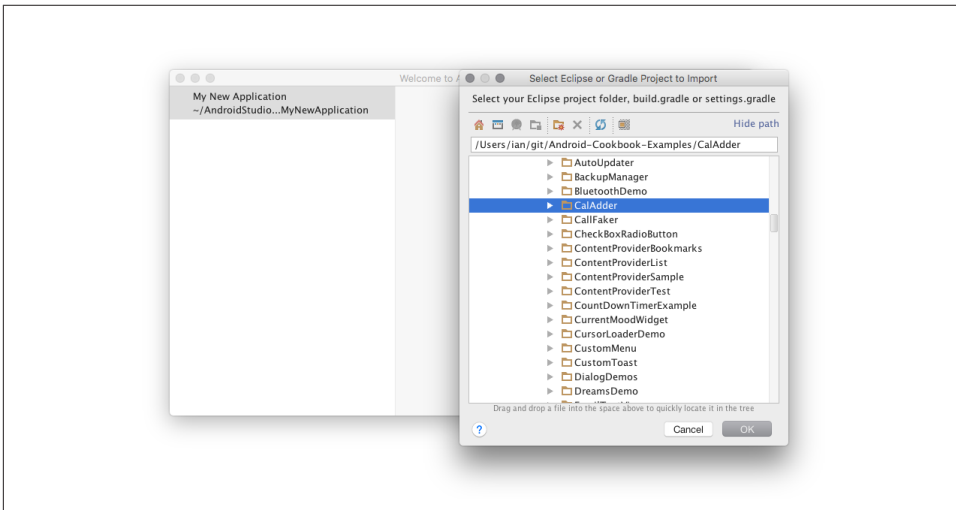 Welcome to A
My New Application
~/AndroidStudio...MyNewApplication
Select Eclipse or Gradle Project to Import
Select your Eclipse project folder, build.gradle or settings.gradle
Hide path
/Users/ian/git/Android-Cookbook-Examples/CalAdder
AutoUpdater
BackupManager
BluetoothDemo
CalAdder
CallFaker
CheckBoxRadioButton
ContentProviderBookmarks
ContentProviderList
ContentProviderSample
ContentProviderTest
CountDownTimerExample
CurrentMoodWidget
CursorLoaderDemo
CustomMenu
CustomToast
DialogDemos
DreamsDemo
Drag and drop a file into the space above to quickly locate it in the tree
?
Cancel
OK